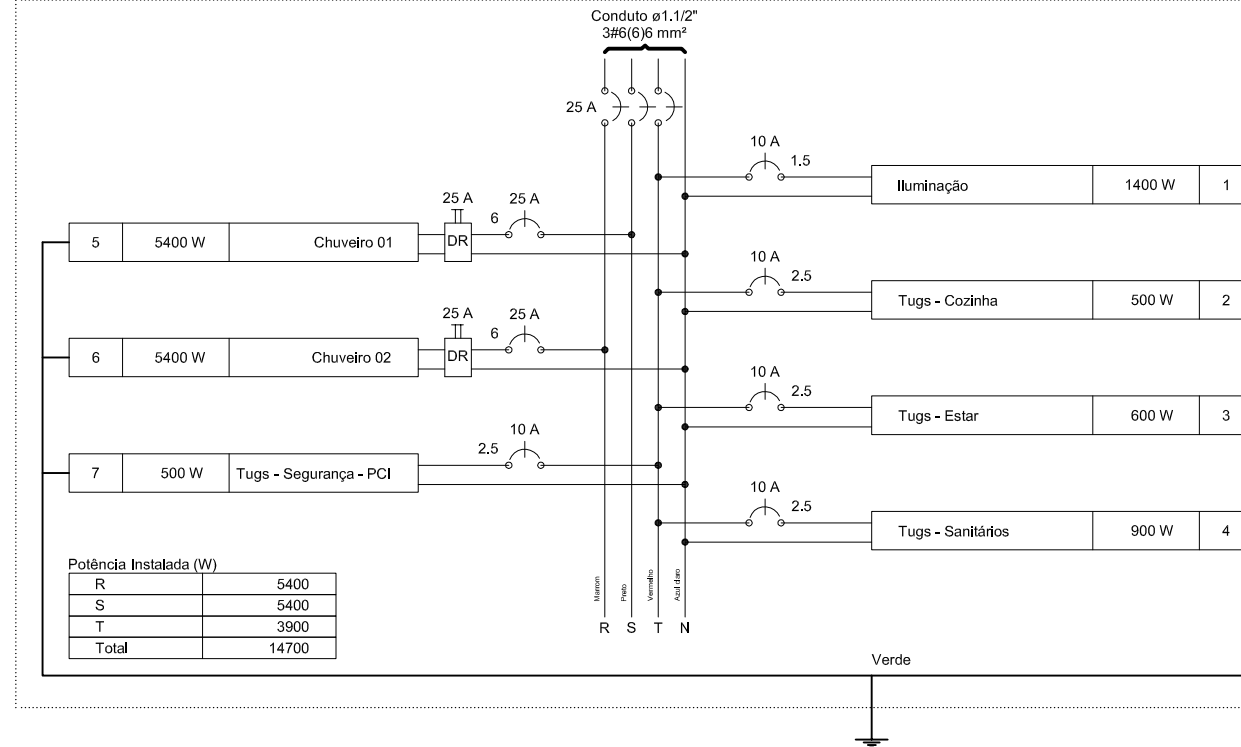 Conduto ø1.1/2"
3#6(6)6 mm²
25 A
10 A
1.5
Iluminação 1400 W 1
25 A 25 A
6
5 5400 W Chuveiro 01 DR
10 A
2.5
Tugs - Cozinha 500 W 2
25 A 25 A
6
6 5400 W Chuveiro 02 DR
10 A
2.5
Tugs - Estar 600 W 3
10 A
2.5
7 500 W Tugs - Segurança - PCI
10 A
2.5
Tugs - Sanitários 900 W 4
Potência Instalada (W)
R 5400
S 5400
T 3900
Total 14700
Marrom
Preto
Vermelho
Azul claro
R S T N
Verde